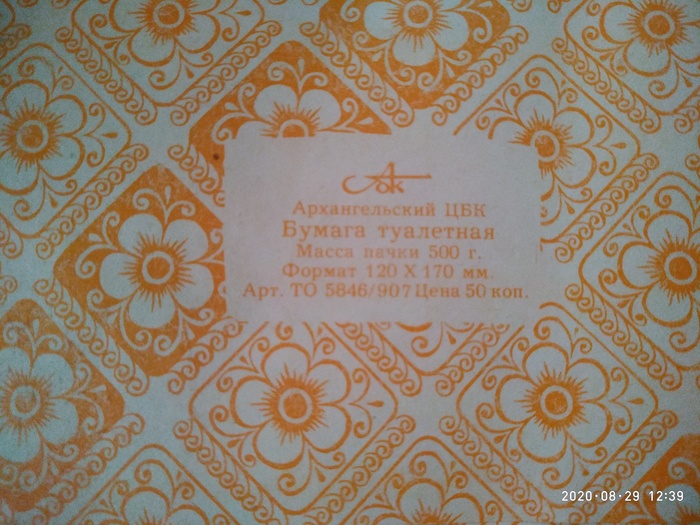 Архангельский ЦБК
Бумага туалетная
Масса пачки 500 г.
Формат 120 X 170 мм.
Арт. ТО 5846/907 Цена 50 коп.
2020·08·29 12:39